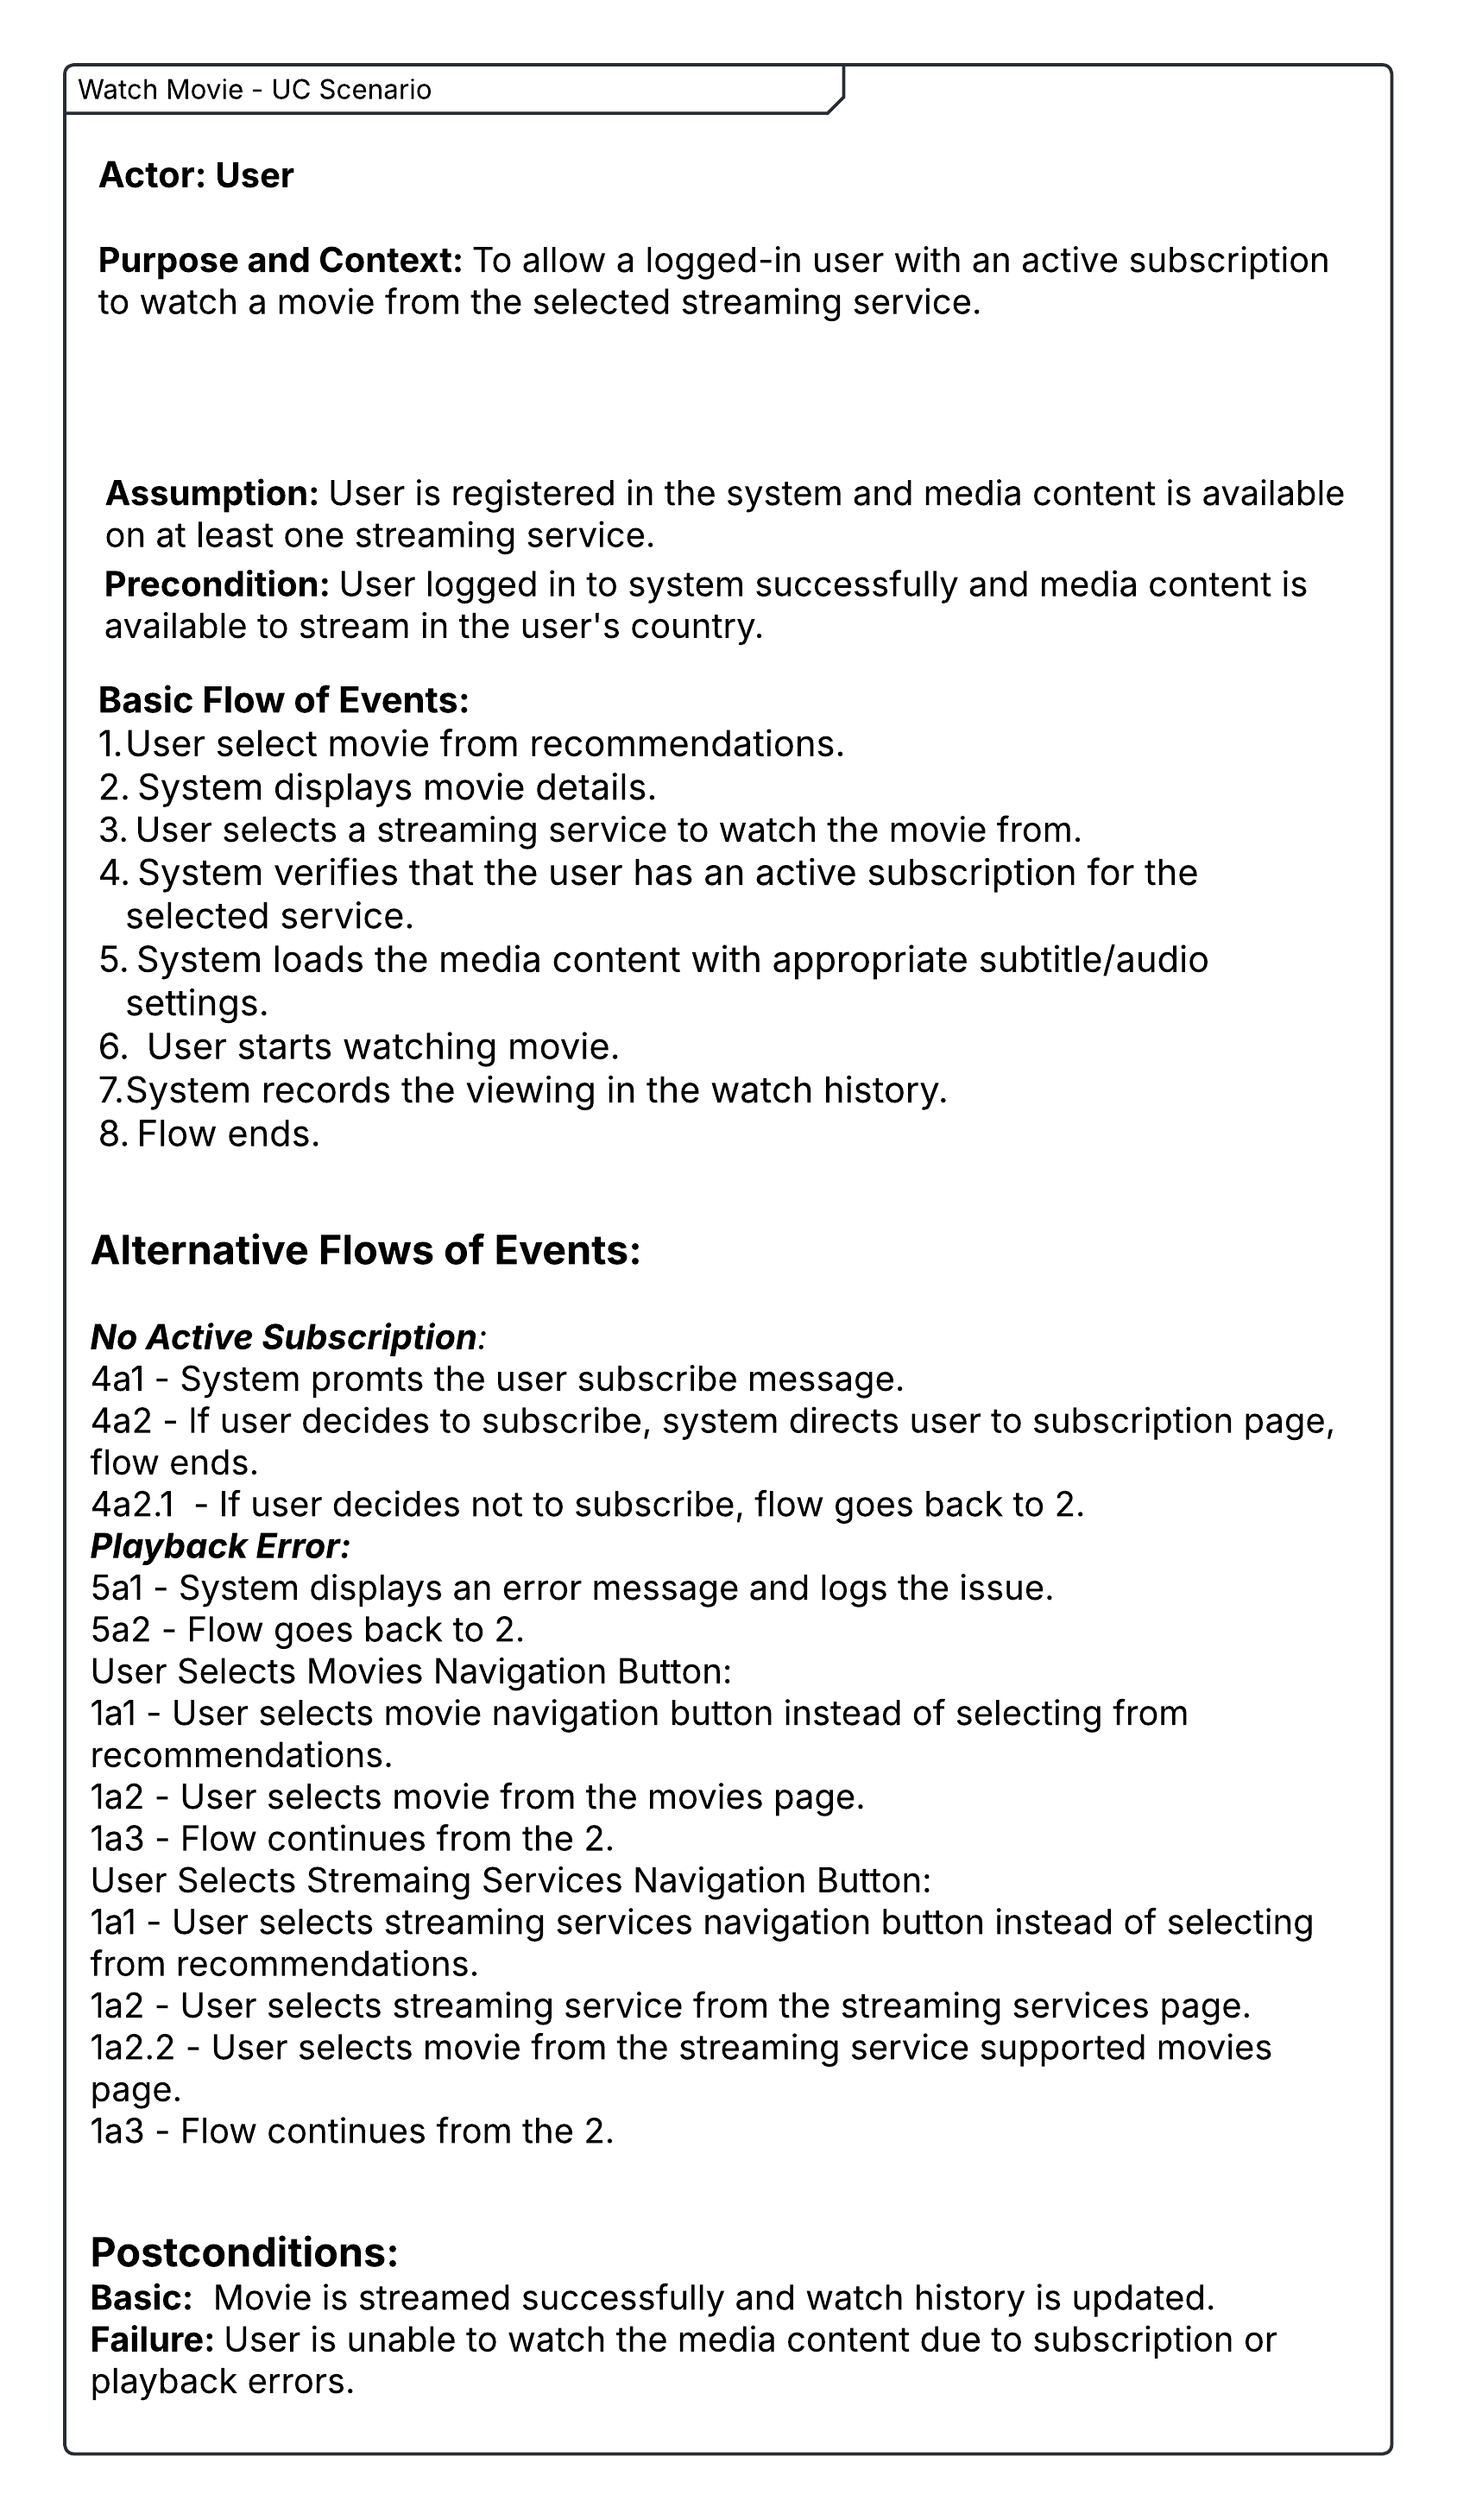 Watch Movie - UC Scenario
Actor: User
Purpose and Context: To allow a logged-in user with an active subscription
to watch a movie from the selected streaming service.
Assumption: User is registered in the system and media content is available
on at least one streaming service.
Precondition: User logged in to system successfully and media content is
available to stream in the user's country.
Basic Flow of Events:
1.User select movie from recommendations.
2. System displays movie details.
3. User selects a streaming service to watch the movie from.
4. System verifies that the user has an active subscription for the
selected service.
5. System loads the media content with appropriate subtitle/audio
settings.
6.  User starts watching movie.
7.System records the viewing in the watch history.
8. Flow ends.
Alternative Flows of Events:
No Active Subscription:
4a1 - System promts the user subscribe message.
4a2 - If user decides to subscribe, system directs user to subscription page,
flow ends.
4a2.1  - If user decides not to subscribe, flow goes back to 2.
Playback Error:
5a1 - System displays an error message and logs the issue.
5a2 - Flow goes back to 2.
User Selects Movies Navigation Button:
1a1 - User selects movie navigation button instead of selecting from
recommendations.
1a2 - User selects movie from the movies page.
1a3 - Flow continues from the 2.
User Selects Stremaing Services Navigation Button:
1a1 - User selects streaming services navigation button instead of selecting
from recommendations.
1a2 - User selects streaming service from the streaming services page.
1a2.2 - User selects movie from the streaming service supported movies
page.
1a3 - Flow continues from the 2.
Postconditions:
Basic:  Movie is streamed successfully and watch history is updated.
Failure: User is unable to watch the media content due to subscription or
playback errors.